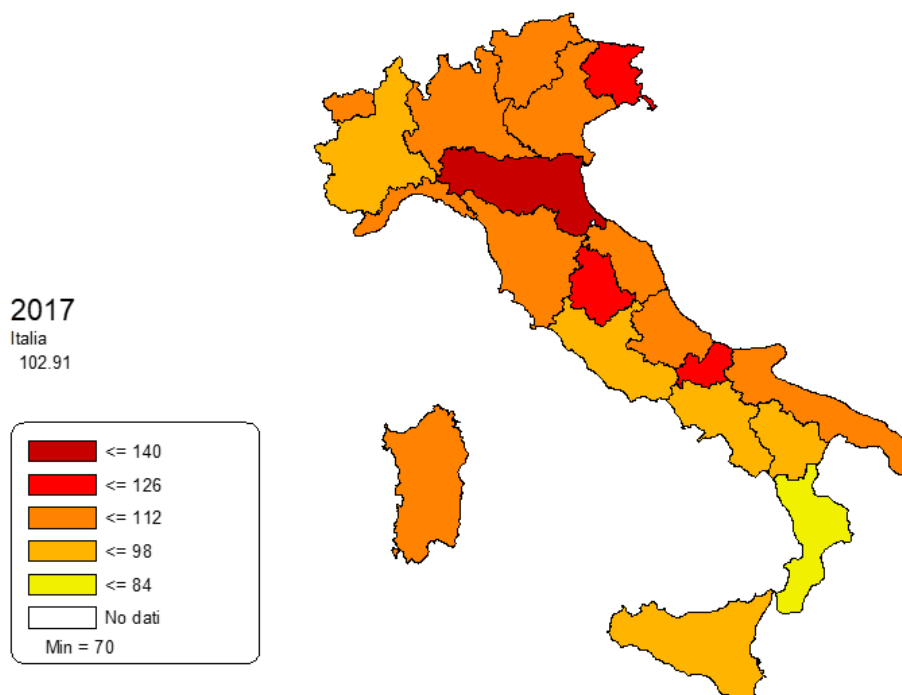 2017
Italia
102.91
<= 140
<= 126
<= 112
<= 98
<= 84
No dati
Min = 70